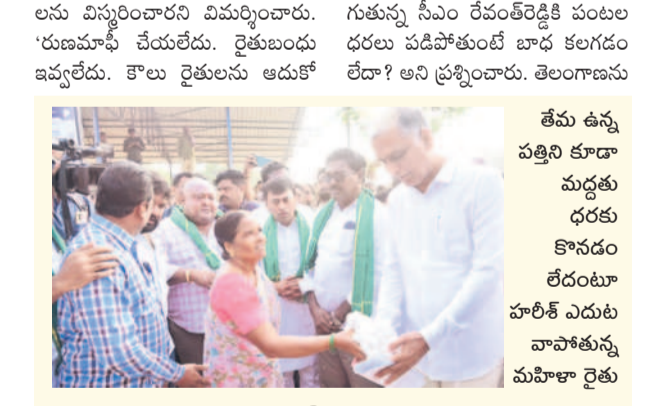 లను విస్మరించారని విమర్శించారు.
‘రుణమాఫీ చేయలేదు. రైతుబంధు
ఇవ్వలేదు. కౌలు రైతులను ఆదుకో
గుతున్న సీఎం రేవంత్‌రెడ్డికి పంటల
ధరలు పడిపోతుంటే బాధ కలగడం
లేదా? అని ప్రశ్నించారు. తెలంగాణను
తేమ ఉన్న
పత్తిని కూడా
మద్దతు
ధరకు
కొనడం
లేదంటూ
హరీశ్ ఎదుట
వాపోతున్న
మహిళా రైతు